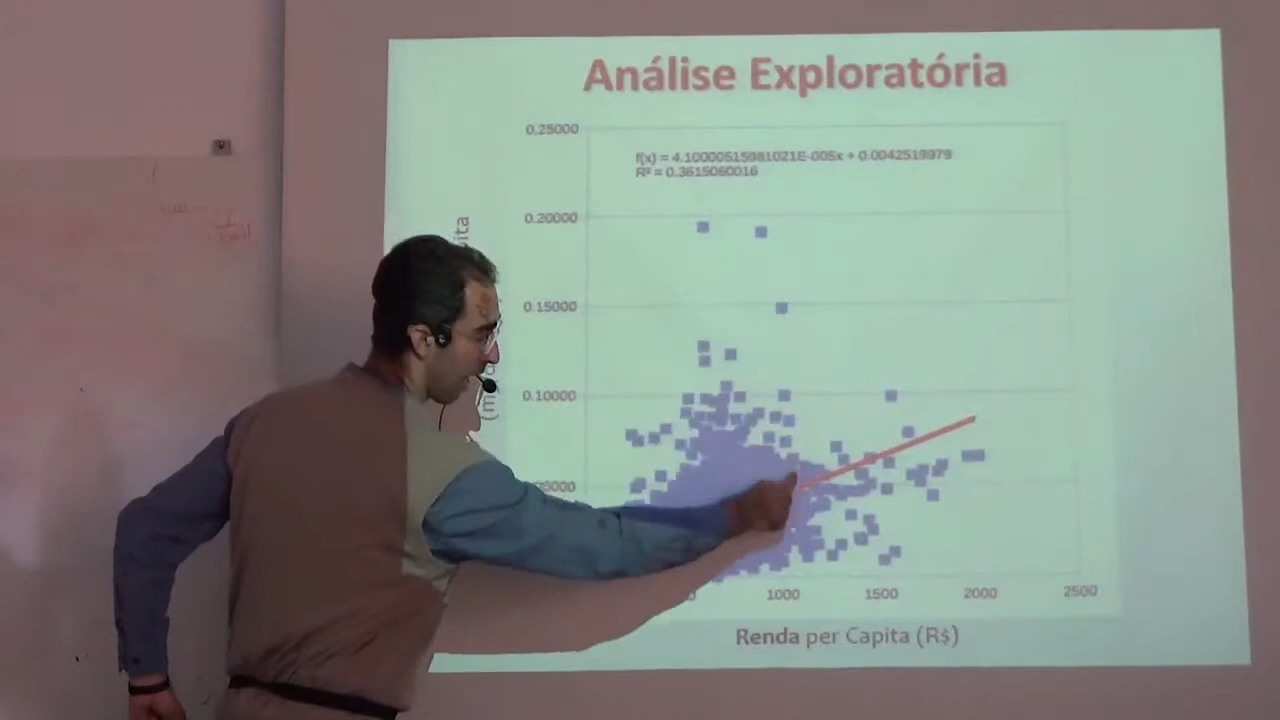 Análise Exploratória
0.25000
f(x) = 4.10000515981021E-005x + 0.0042519979
R² = 0.3615060016
0.20000
0.15000
0.10000
1000
1500
2000
2500
Renda per Capita (R$)